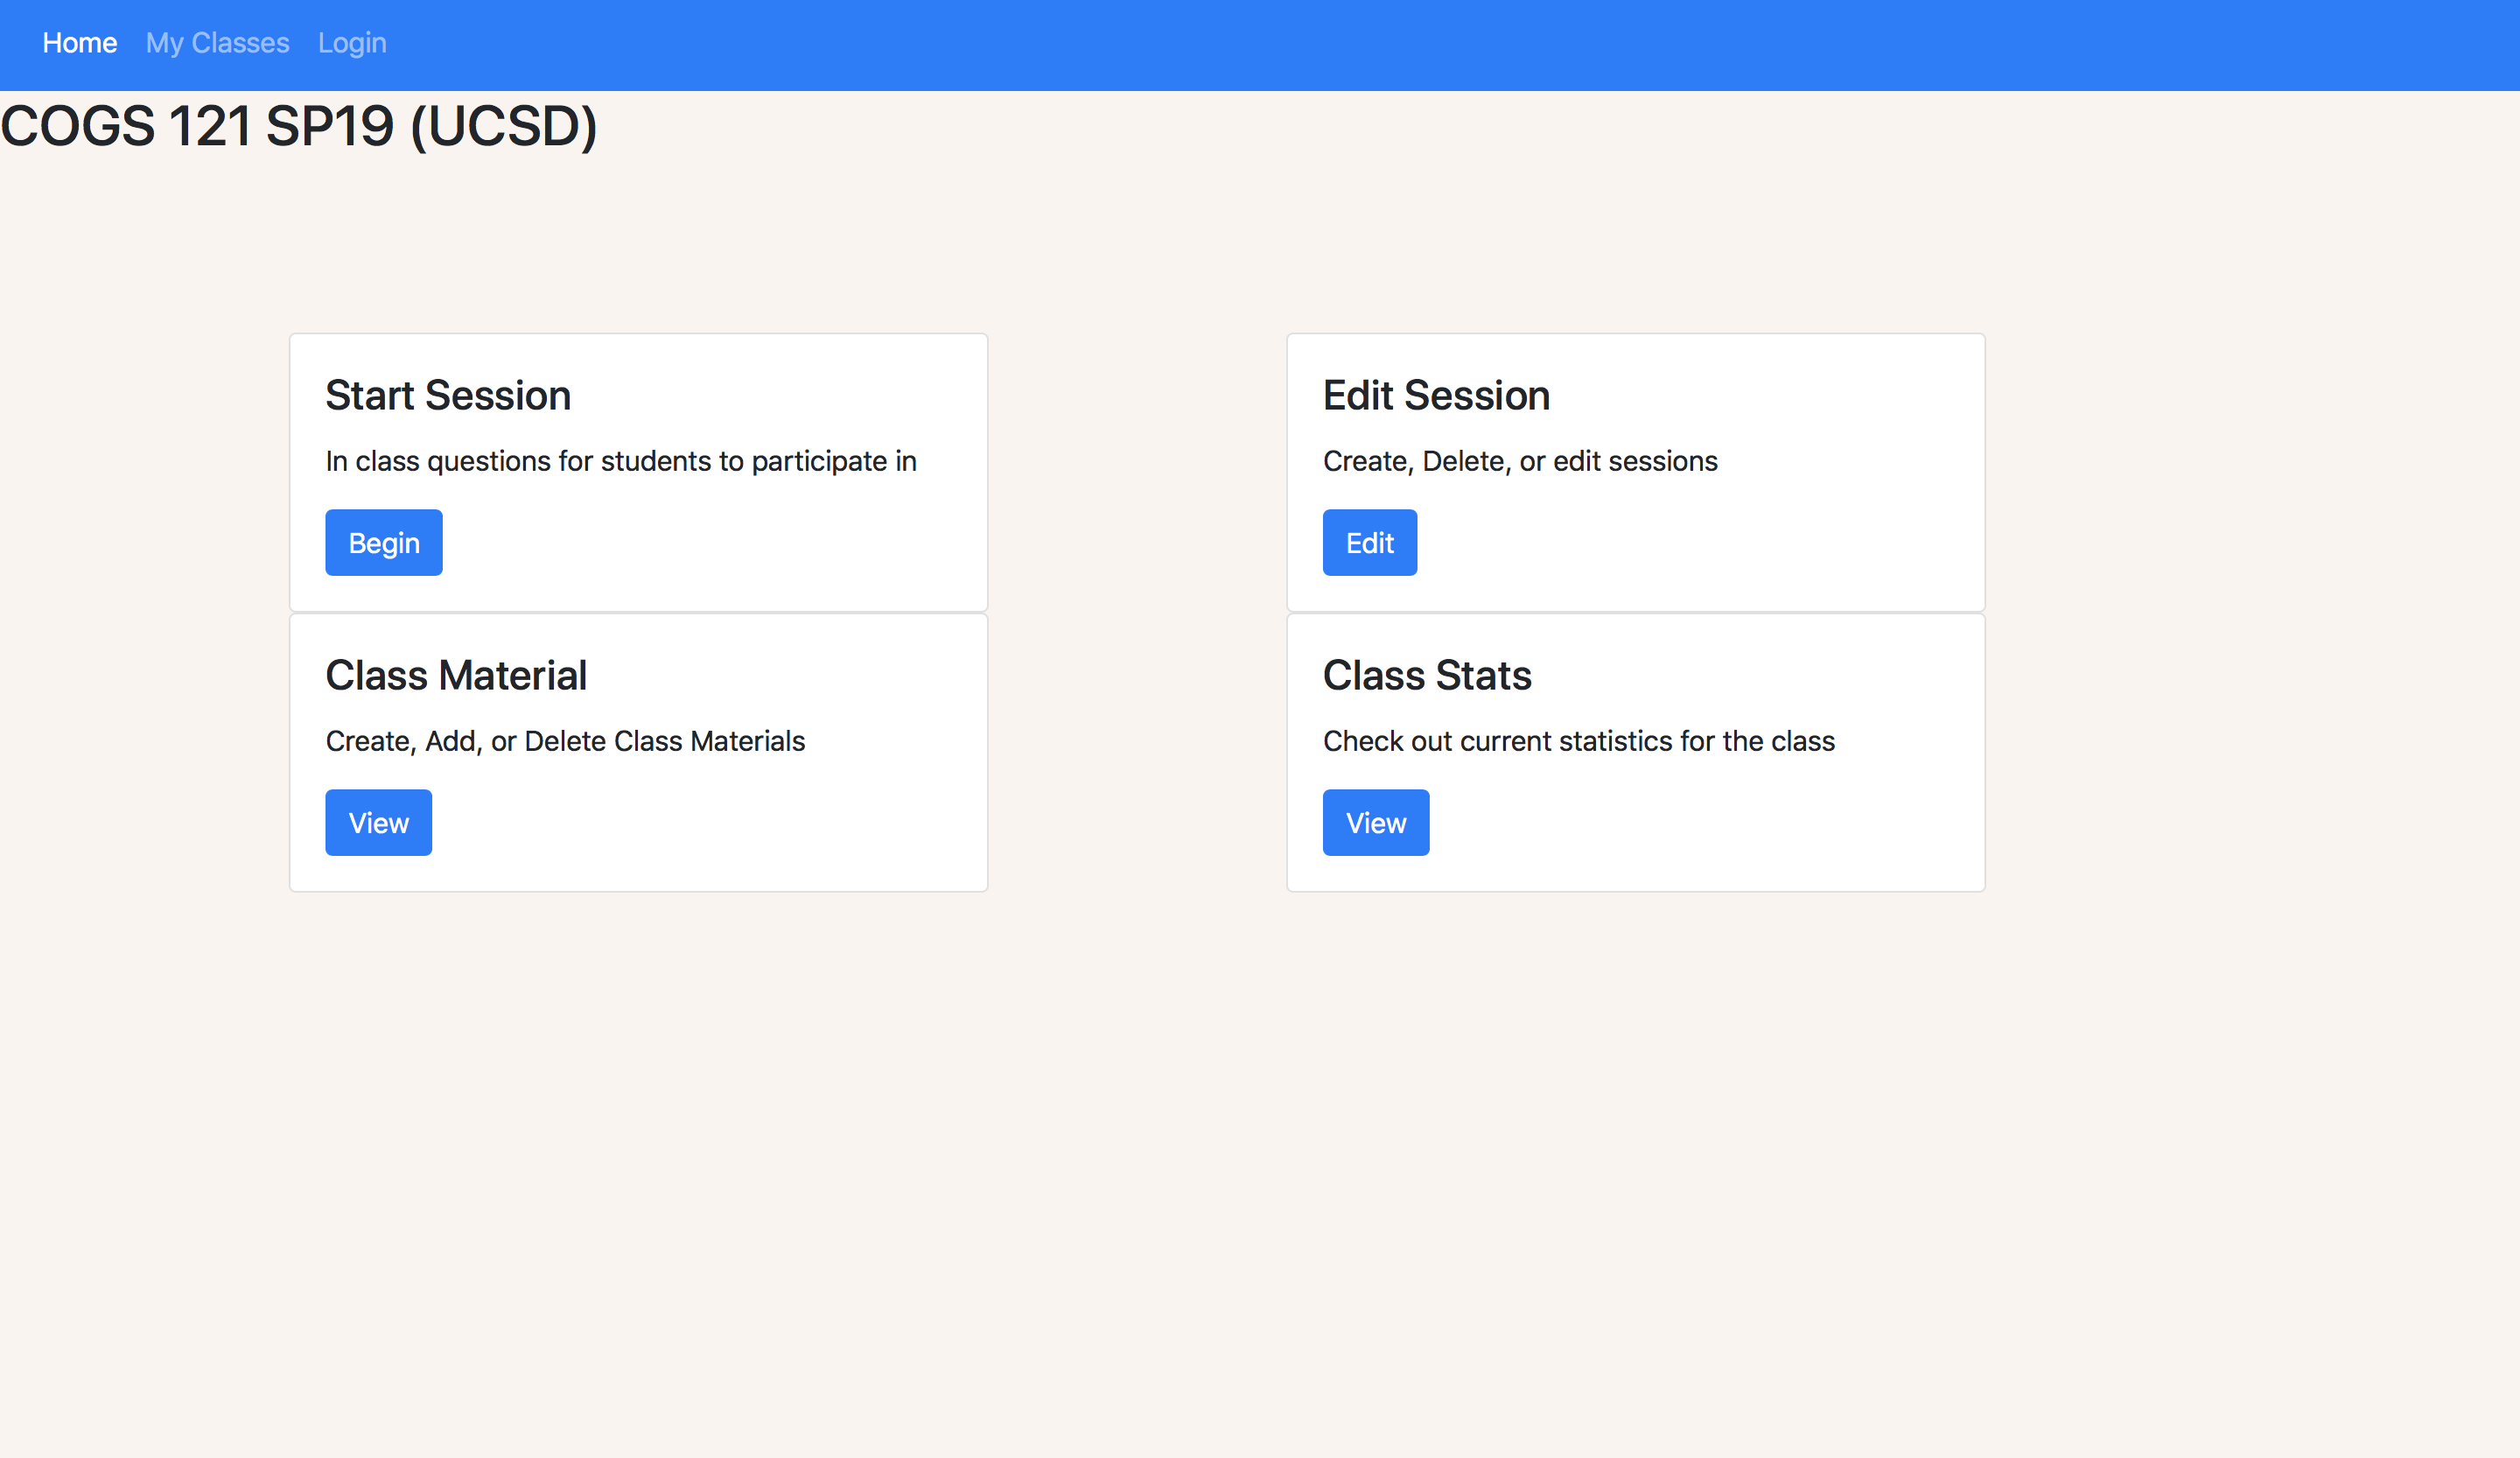 Home My Classes Login
COGS 121 SP19 (UCSD)
Start Session
In class questions for students to participate in
Begin
Edit Session
Create, Delete, or edit sessions
Edit
Class Material
Create, Add, or Delete Class Materials
View
Class Stats
Check out current statistics for the class
View